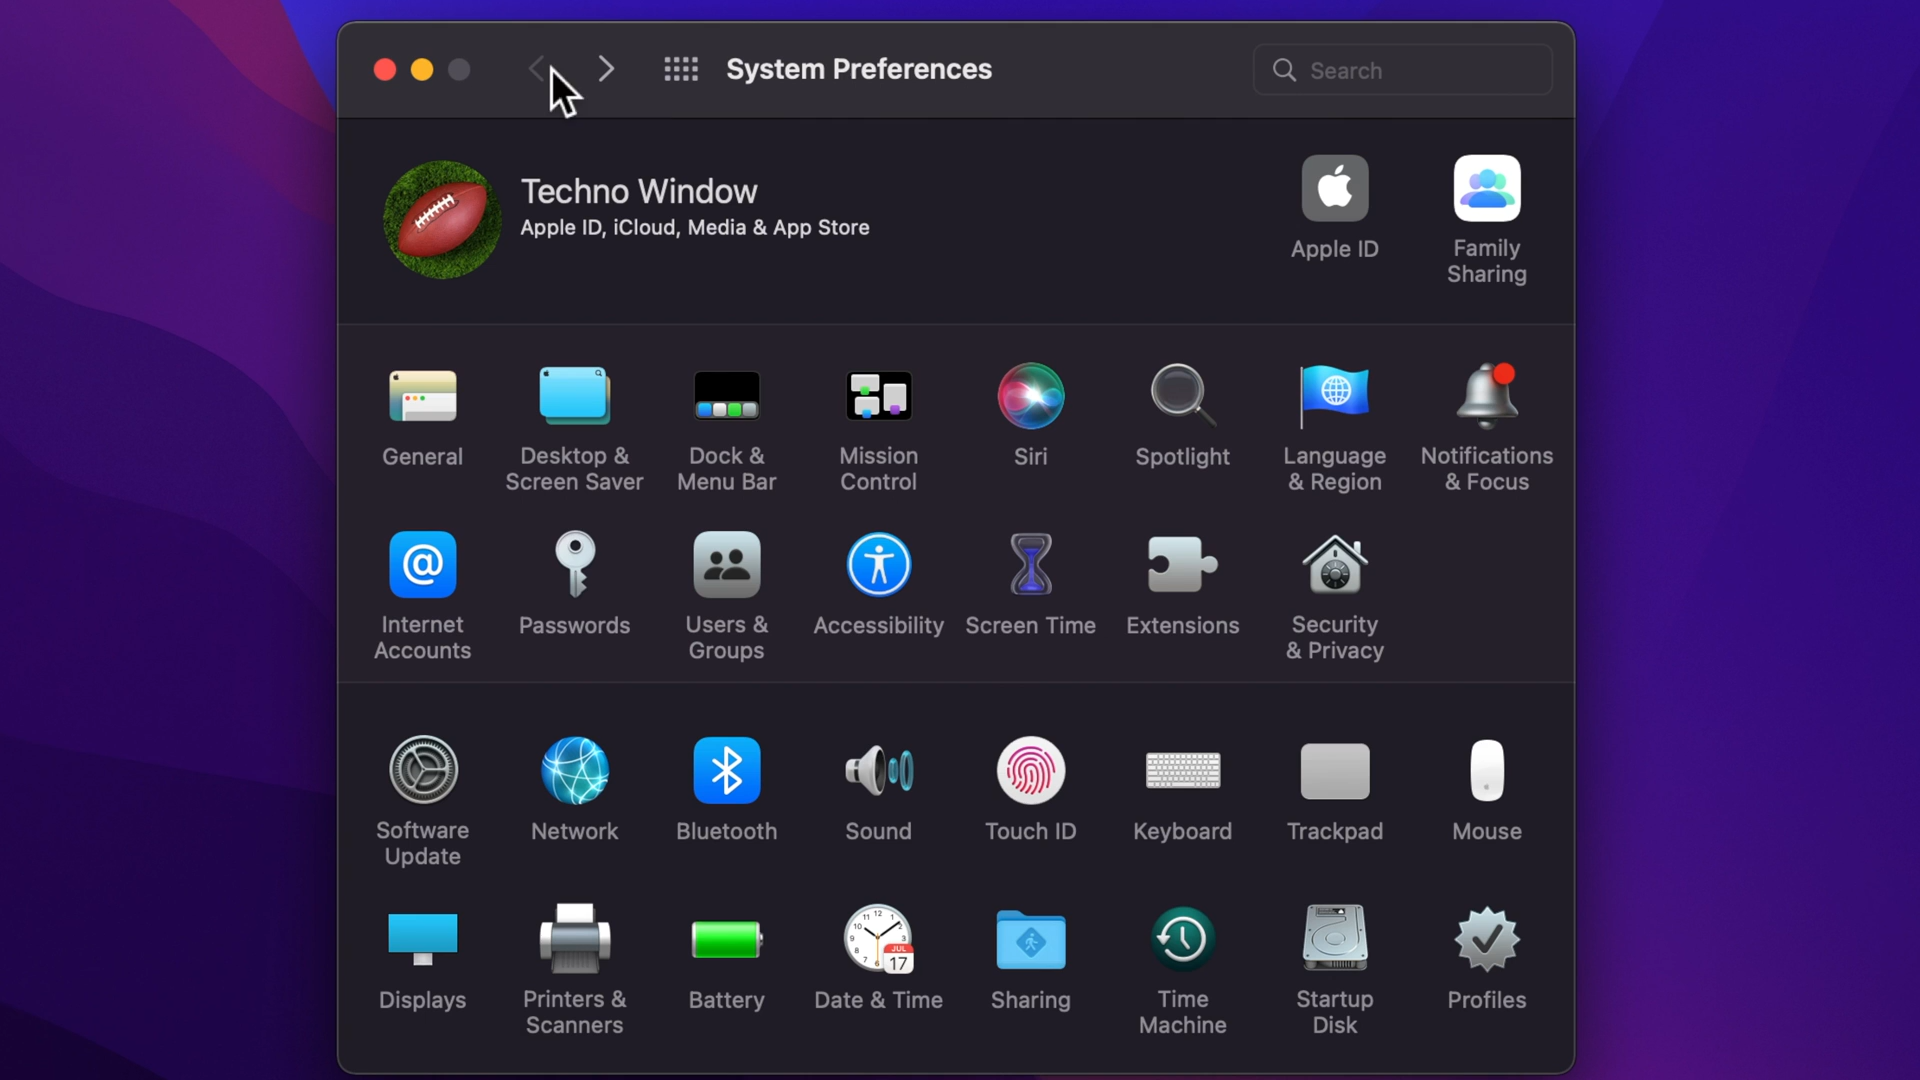 System Preferences
Search
Techno Window
Apple ID, iCloud, Media & App Store
Apple ID
Family
Sharing
General
Desktop &
Screen Saver
Dock &
Menu Bar
Mission
Control
Siri
Spotlight
Language
& Region
Notifications
& Focus
@
Internet
Accounts
Passwords
Users &
Groups
Accessibility
Screen Time
Extensions
Security
& Privacy
Software
Update
Network
Bluetooth
Sound
Touch ID
Keyboard
Trackpad
Mouse
Displays
Printers &
Scanners
Battery
JUL
17
Date & Time
Sharing
Time
Machine
Startup
Disk
Profiles